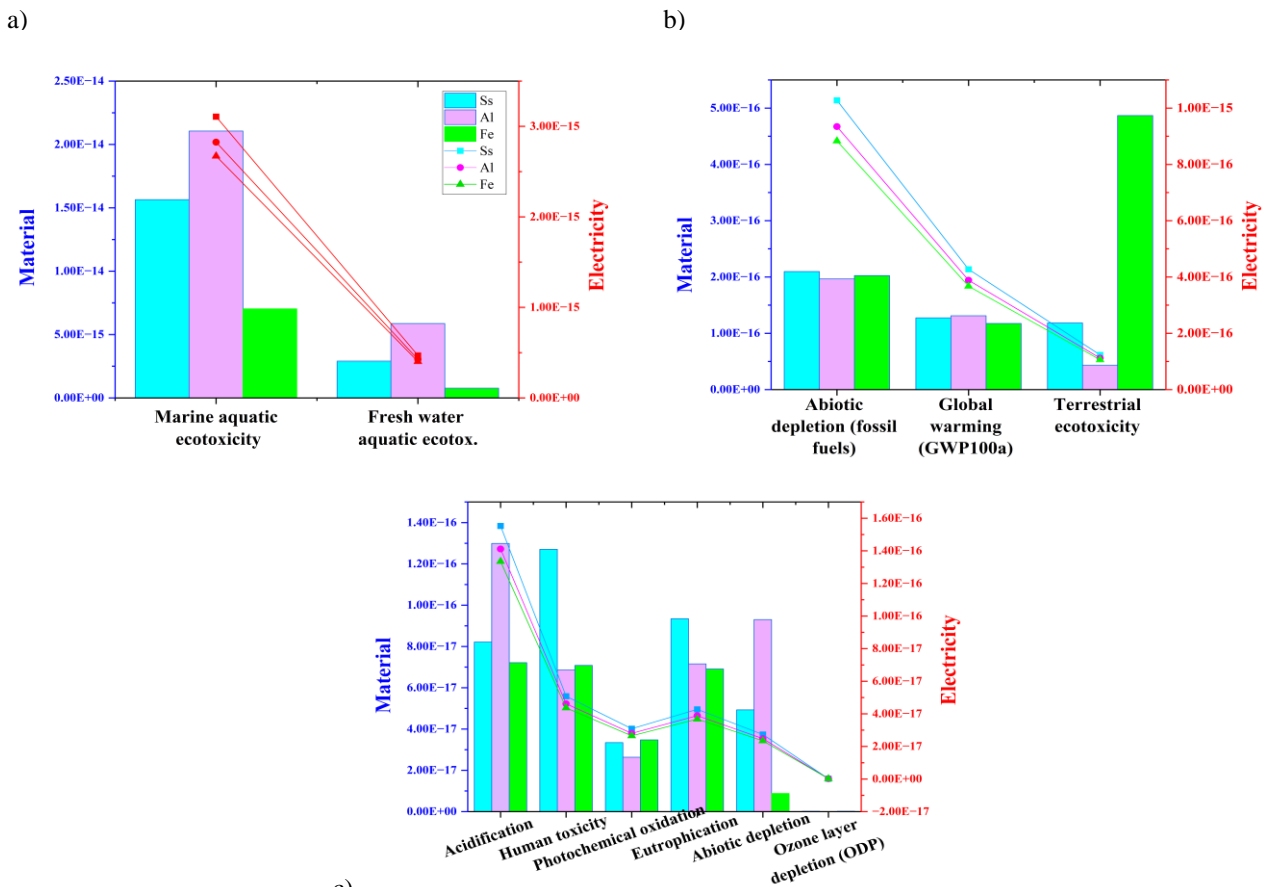 a)
b)
2.50E−14
2.00E−14
1.50E−14
1.00E−14
5.00E−15
0.00E+00
Material
Ss
Al
Fe
Ss
Al
Fe
3.00E−15
2.00E−15
1.00E−15
0.00E+00
Electricity
Marine aquatic
ecotoxicity
Fresh water
aquatic ecotox.
5.00E−16
4.00E−16
3.00E−16
2.00E−16
1.00E−16
0.00E+00
Material
1.00E−15
8.00E−16
6.00E−16
4.00E−16
2.00E−16
0.00E+00
Electricity
Abiotic
depletion (fossil
fuels)
Global
warming
(GWP100a)
Terrestrial
ecotoxicity
1.40E−16
1.20E−16
1.00E−16
8.00E−17
6.00E−17
4.00E−17
2.00E−17
0.00E+00
Material
1.60E−16
1.40E−16
1.20E−16
1.00E−16
8.00E−17
6.00E−17
4.00E−17
2.00E−17
0.00E+00
−2.00E−17
Electricity
Acidification
Human toxicity
Photochemical oxidation
Eutrophication
Abiotic depletion
Ozone layer
depletion (ODP)